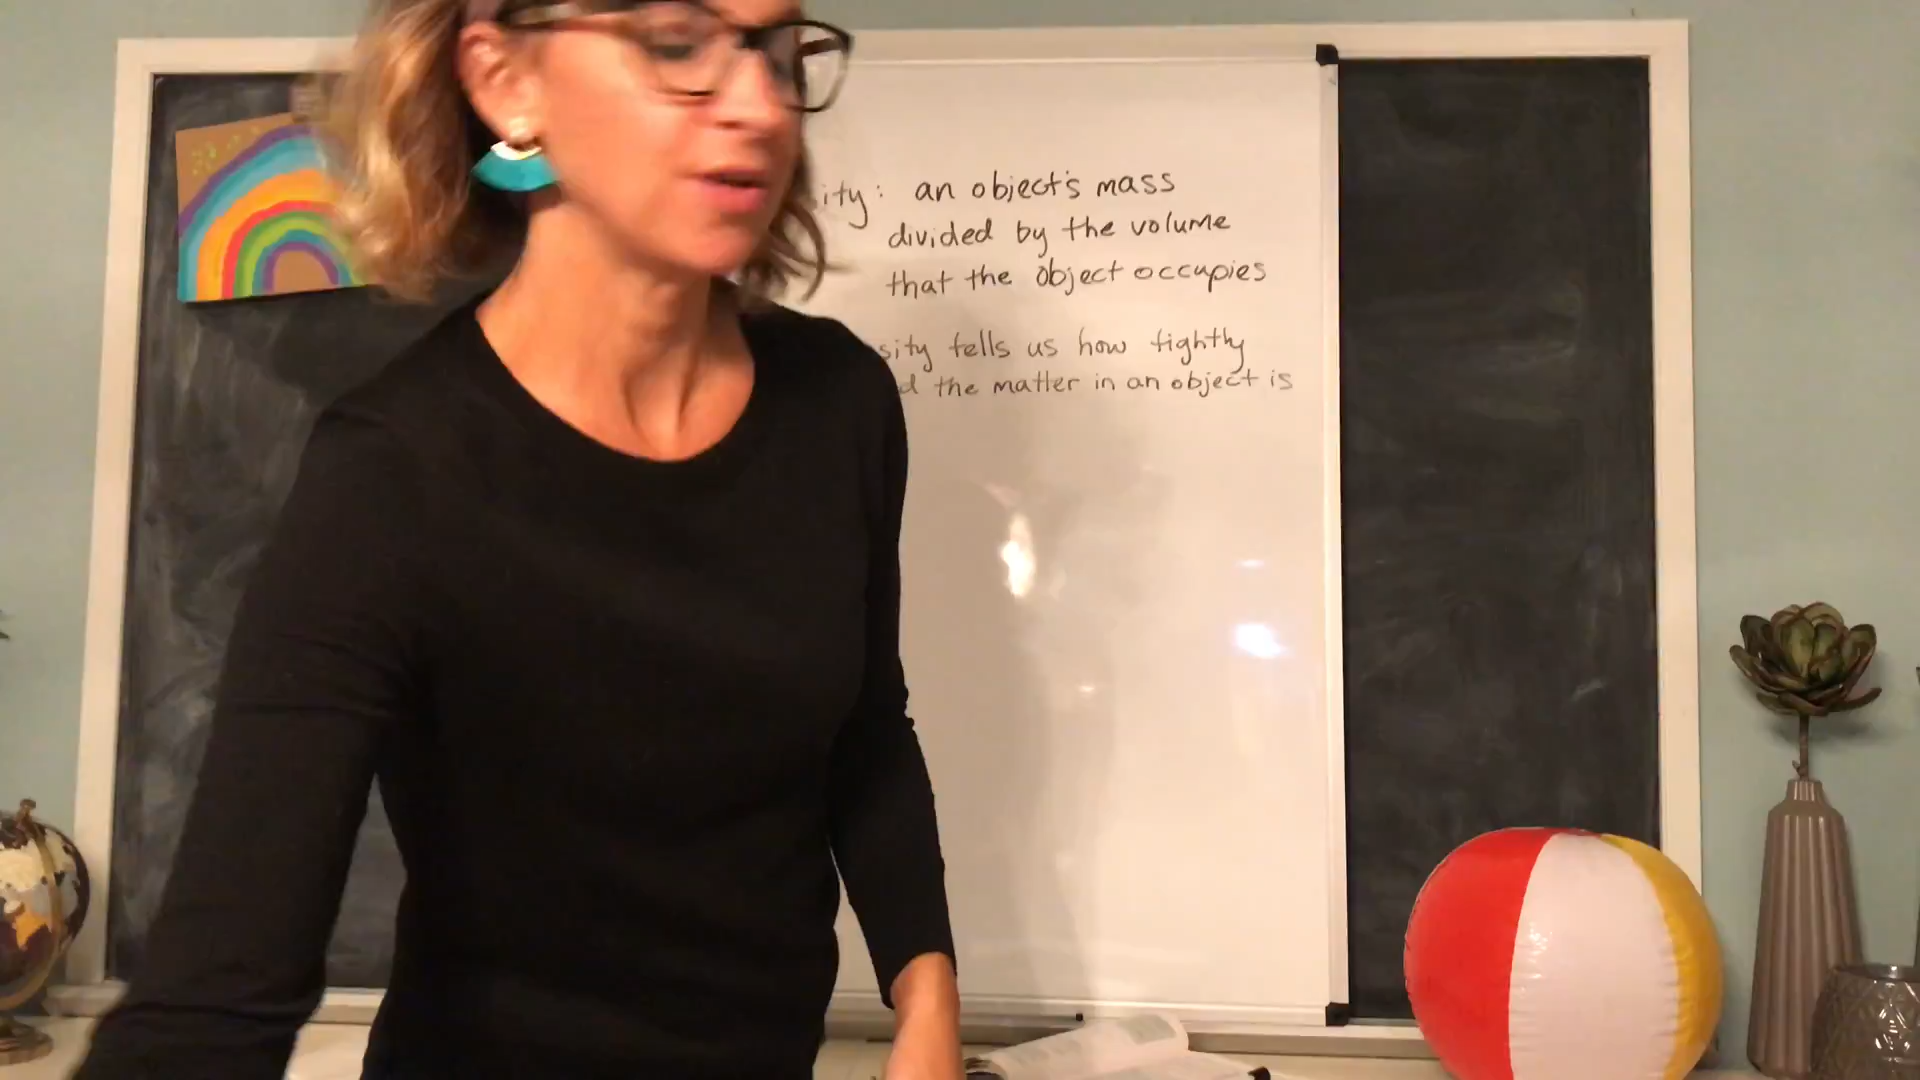 ity: an object's mass
divided by the volume
that the object occupies
sity tells us how tightly
d the matter in an object is